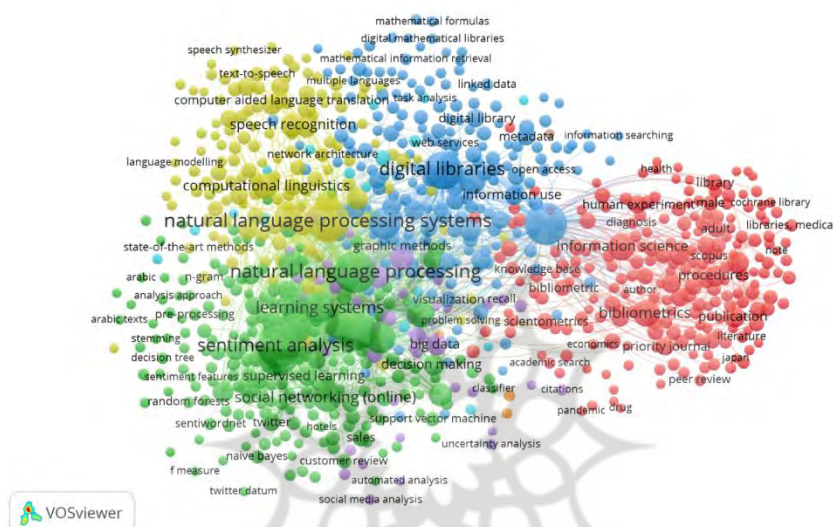 mathematical formulas
digital mathematical libraries
speech synthesizer
mathematical information retrieval
text-to-speech
multiple languages
linked data
computer aided language translation
task analysis
digital library
speech recognition
metadata
information searching
web services
network architecture
open access
health
language modelling
digital libraries
library
computational linguistics
information use
human experiment
male
cochrane library
natural language processing systems
diagnosis
adult
libraries, medical
state-of-the-art methods
graphic methods
information science
scopus
note
arabic
n-gram
natural language processing
knowledge base
procedures
analysis approach
bibliometric
author
arabic texts
pre-processing
learning systems
visualization
recall
problem solving
scientometrics
bibliometrics
publication
stemming
sentiment analysis
big data
economics
priority journal
literature
decision tree
decision making
academic search
japan
sentiment features
supervised learning
peer review
random forests
social networking (online)
classifier
citations
sentiwordnet
twitter
hotels
support vector machine
pandemic
drug
sales
uncertainty analysis
naive bayes
customer review
f measure
automated analysis
twitter datum
social media analysis
VOSviewer